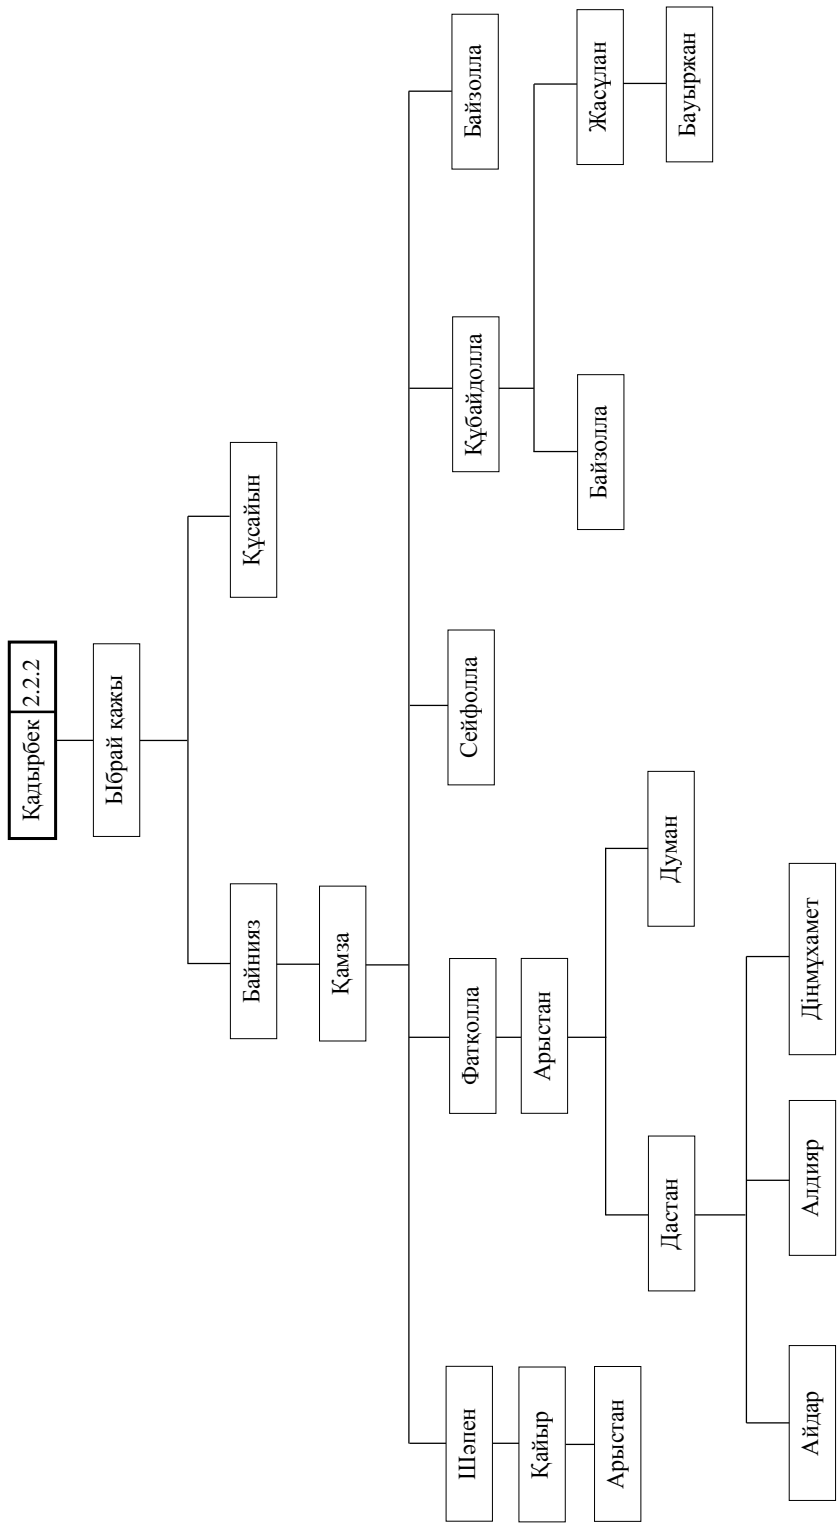 Қадырбек 2.2.2
Ыбрай қажы
Байнияз
Құсайын
Қамза
Шәпен
Фатқолла
Сейфолла
Құбайдолла
Байзолла
Қайыр
Арыстан
Байзолла
Жасұлан
Арыстан
Дастан
Думан
Бауыржан
Айдар
Алдияр
Дінмұхамет